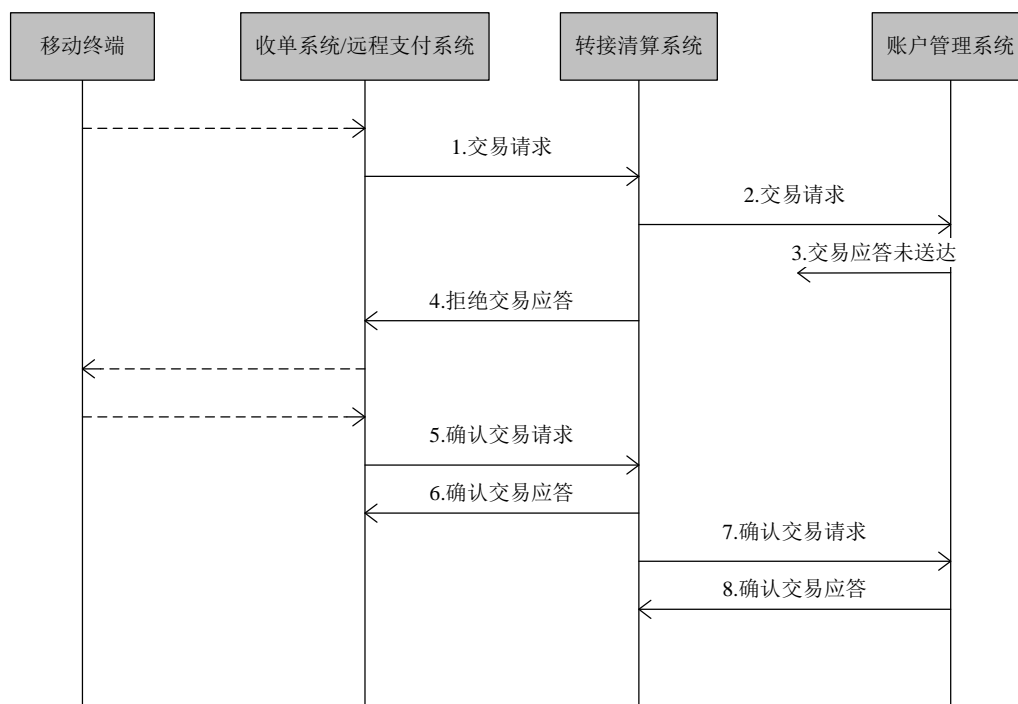 移动终端
收单系统/远程支付系统
转接清算系统
账户管理系统
1.交易请求
2.交易请求
3.交易应答未送达
4.拒绝交易应答
5.确认交易请求
6.确认交易应答
7.确认交易请求
8.确认交易应答